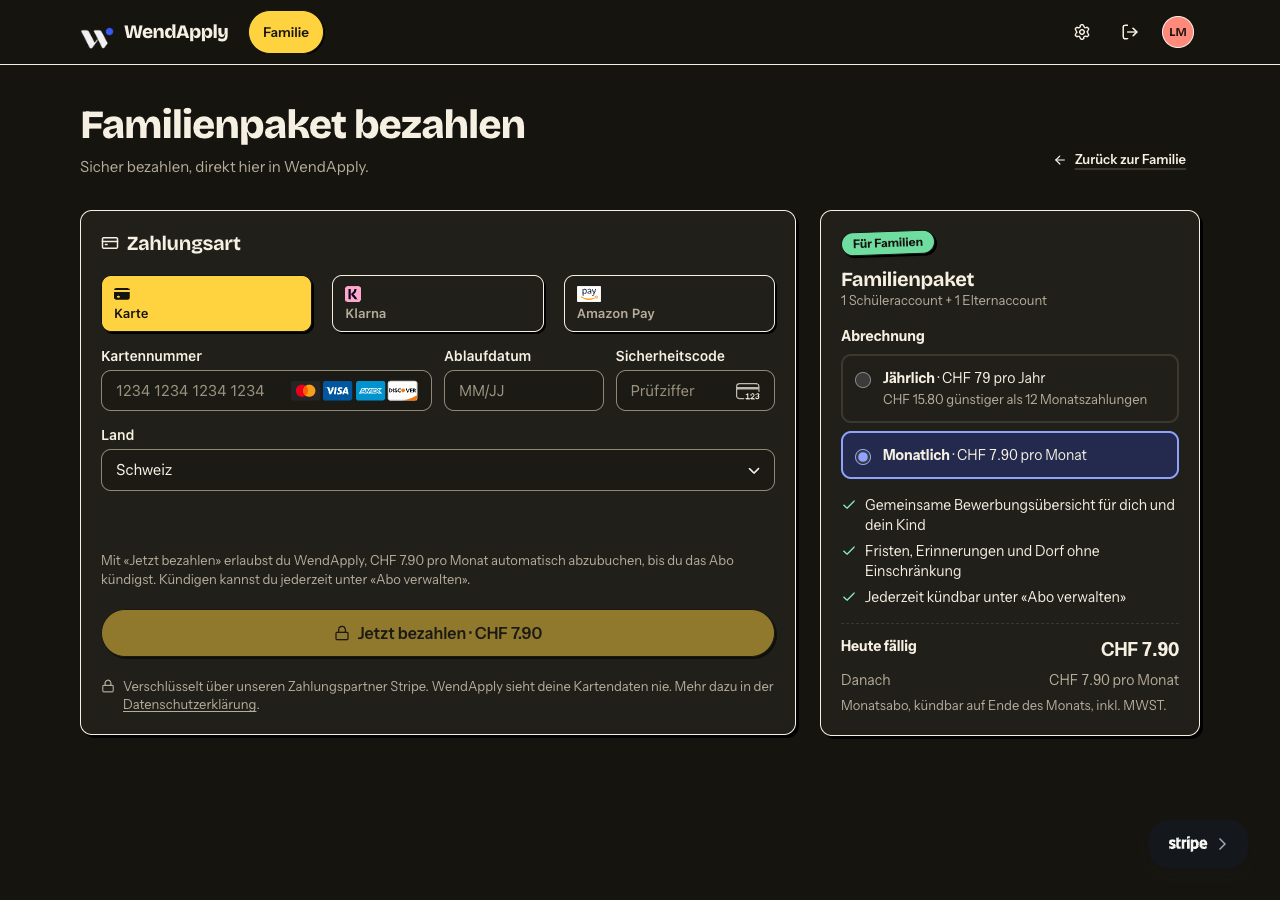 WendApply
Familie
LM
Familienpaket bezahlen
Sicher bezahlen, direkt hier in WendApply.
Zurück zur Familie
Zahlungsart
Karte
Klarna
pay
Amazon Pay
Kartennummer
1234 1234 1234 1234
VISA
AMEX
DISCOVER
Ablaufdatum
MM/JJ
Sicherheitscode
Prüfziffer
123
Land
Schweiz
Mit «Jetzt bezahlen» erlaubst du WendApply, CHF 7.90 pro Monat automatisch abzubuchen, bis du das Abo
kündigst. Kündigen kannst du jederzeit unter «Abo verwalten».
Jetzt bezahlen · CHF 7.90
Verschlüsselt über unseren Zahlungspartner Stripe. WendApply sieht deine Kartendaten nie. Mehr dazu in der
Datenschutzerklärung.
Für Familien
Familienpaket
1 Schüleraccount + 1 Elternaccount
Abrechnung
Jährlich · CHF 79 pro Jahr
CHF 15.80 günstiger als 12 Monatszahlungen
Monatlich · CHF 7.90 pro Monat
Gemeinsame Bewerbungsübersicht für dich und
dein Kind
Fristen, Erinnerungen und Dorf ohne
Einschränkung
Jederzeit kündbar unter «Abo verwalten»
Heute fällig CHF 7.90
Danach CHF 7.90 pro Monat
Monatsabo, kündbar auf Ende des Monats, inkl. MWST.
stripe